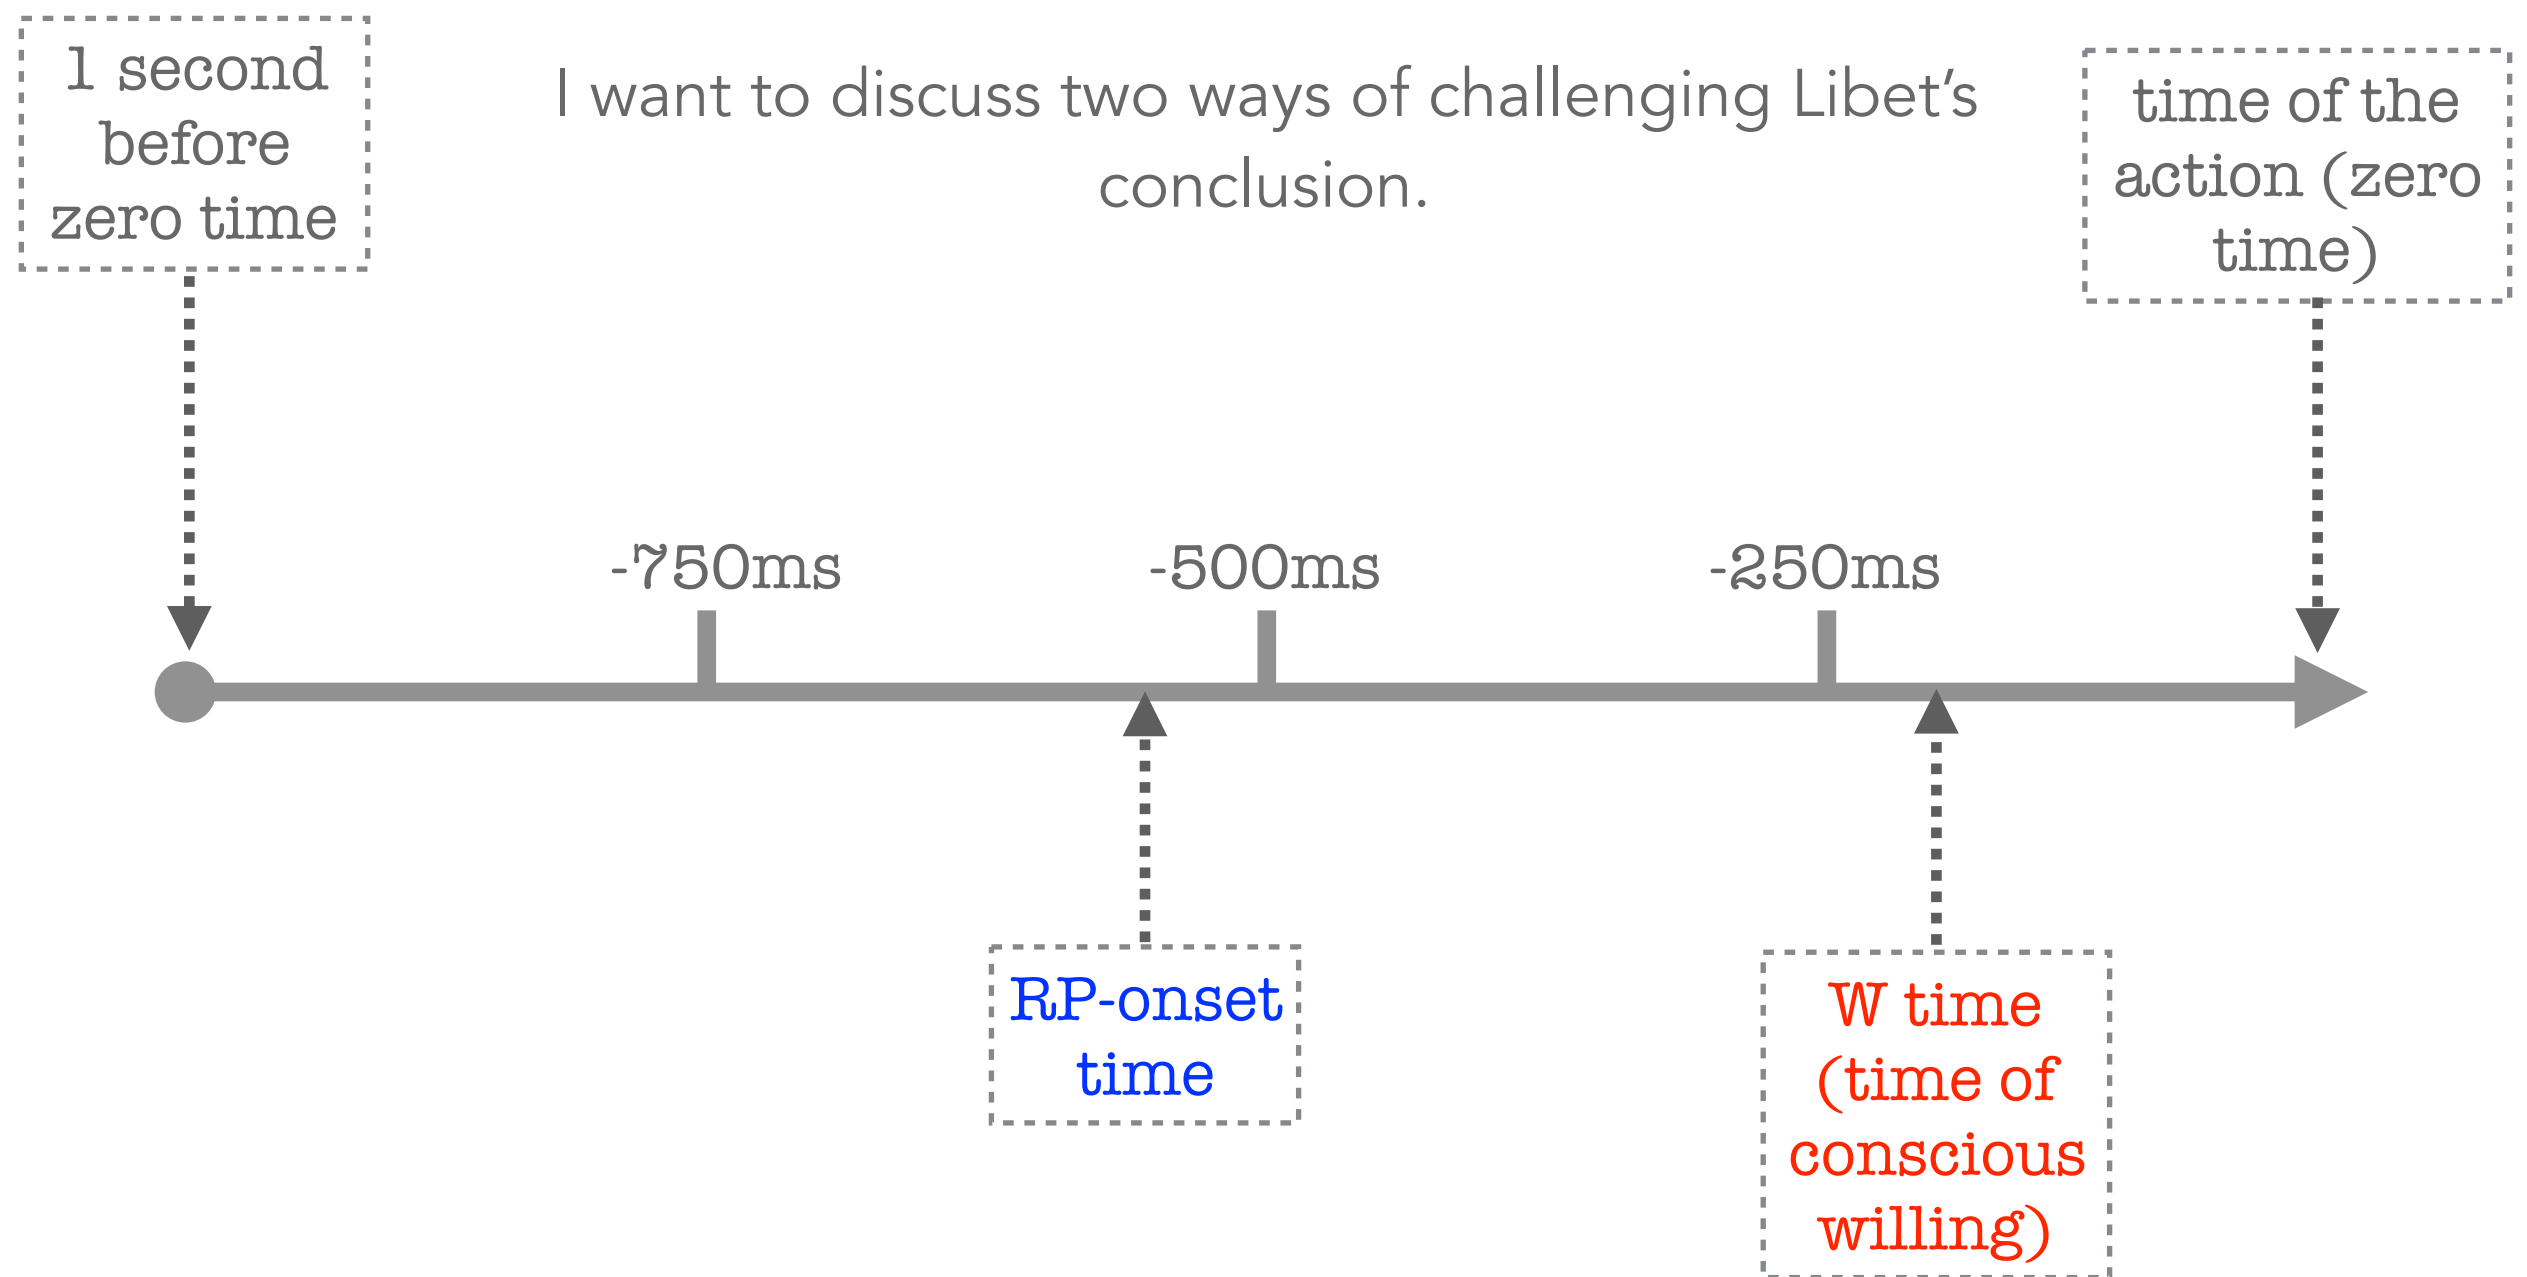 1 second
before
zero time
I want to discuss two ways of challenging Libet’s
conclusion.
time of the
action (zero
time)
-750ms
-500ms
-250ms
RP-onset
time
W time
(time of
conscious
willing)